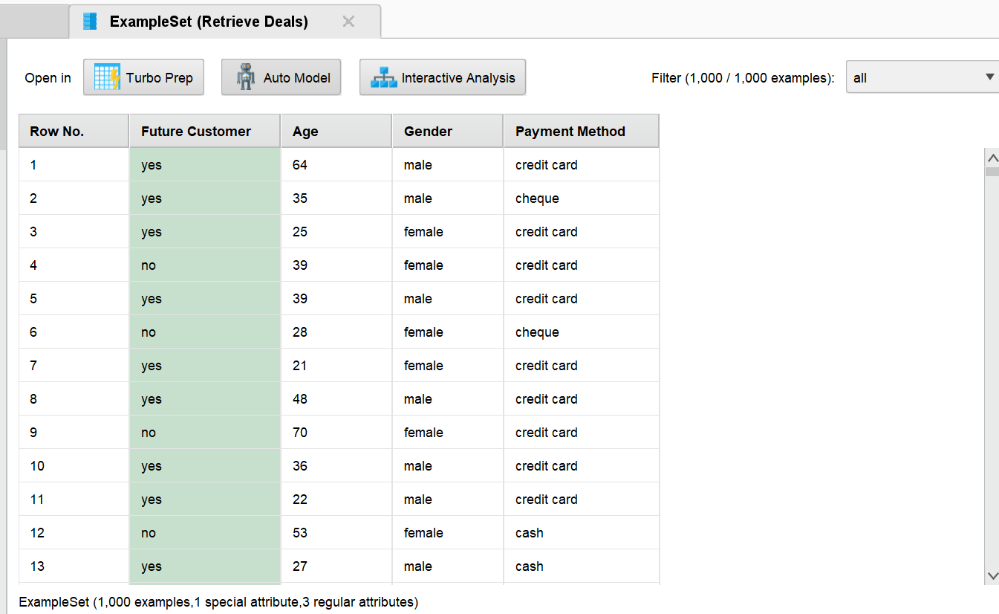 ExampleSet (Retrieve Deals)
Open in Turbo Prep Auto Model Interactive Analysis Filter (1,000 / 1,000 examples): all
Row No. Future Customer Age Gender Payment Method
1 yes 64 male credit card
2 yes 35 male cheque
3 yes 25 female credit card
4 no 39 female credit card
5 yes 39 male credit card
6 no 28 female cheque
7 yes 21 female credit card
8 yes 48 male credit card
9 no 70 female credit card
10 yes 36 male credit card
11 yes 22 male credit card
12 no 53 female cash
13 yes 27 male cash
ExampleSet (1,000 examples,1 special attribute,3 regular attributes)